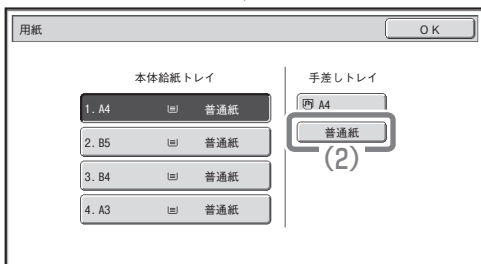 用紙
OK
本体給紙トレイ
手差しトレイ
1. A4 普通紙
A4
2. B5 普通紙
普通紙
(2)
3. B4 普通紙
4. A3 普通紙